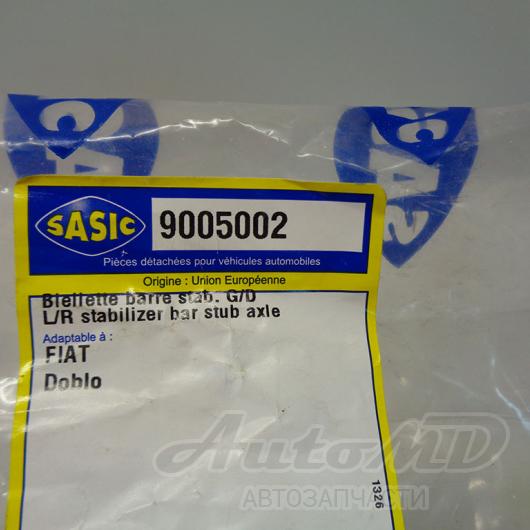 SASIC
9005002
Pièces détachées pour véhicules automobiles
Origine : Union Européenne
Biellette barre stab. G/D
L/R stabilizer bar stub axle
Adaptable à :
FIAT
Doblo
AutoMD
АВТОЗАПЧАСТИ
1326